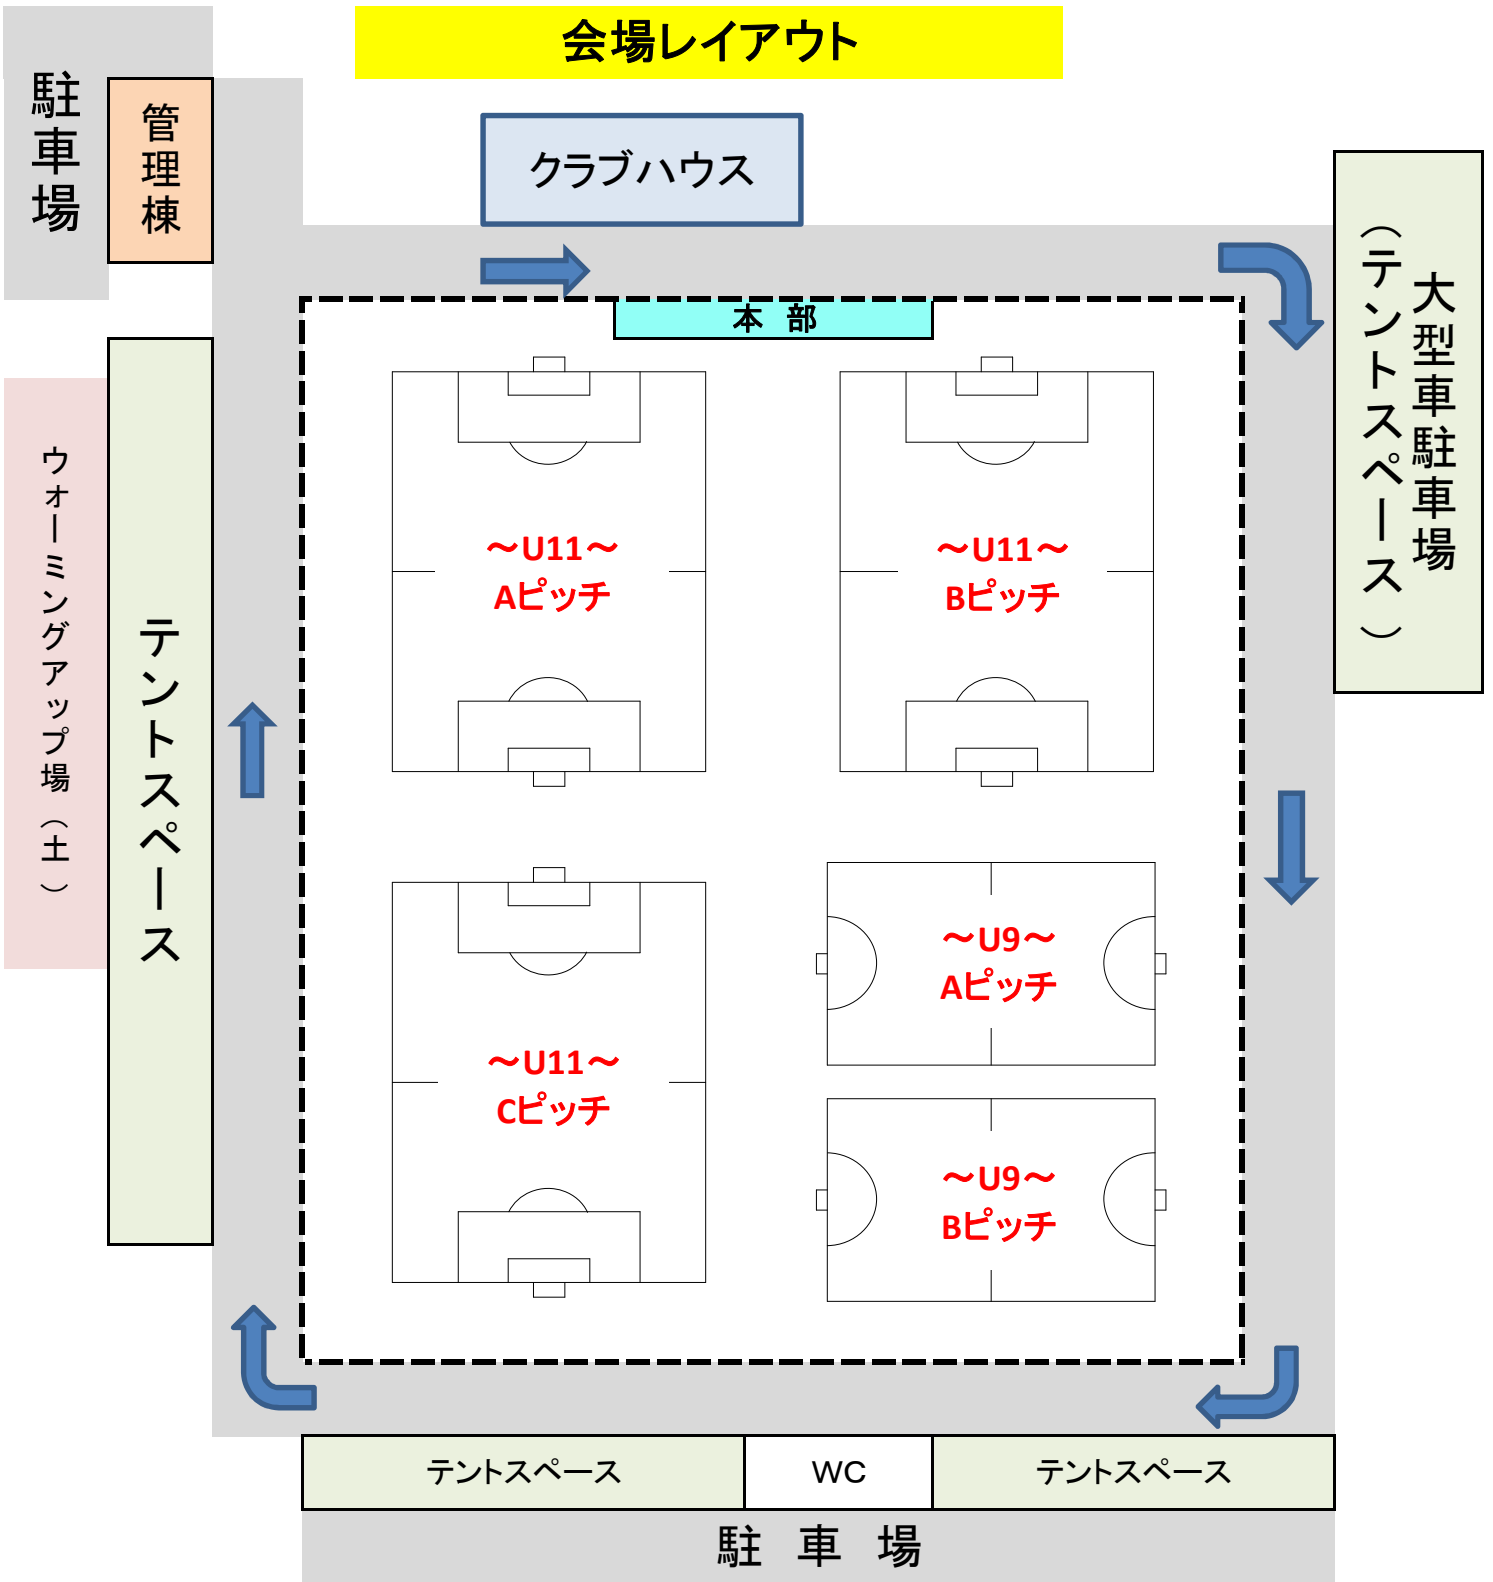 会場レイアウト
駐車場
管理棟
クラブハウス
大型車駐車場
（テントスペース）
本　部
～U11～
Aピッチ
～U11～
Bピッチ
ウォーミングアップ場（土）
テントスペース
～U11～
Cピッチ
～U9～
Aピッチ
～U9～
Bピッチ
テントスペース
WC
テントスペース
駐　車　場